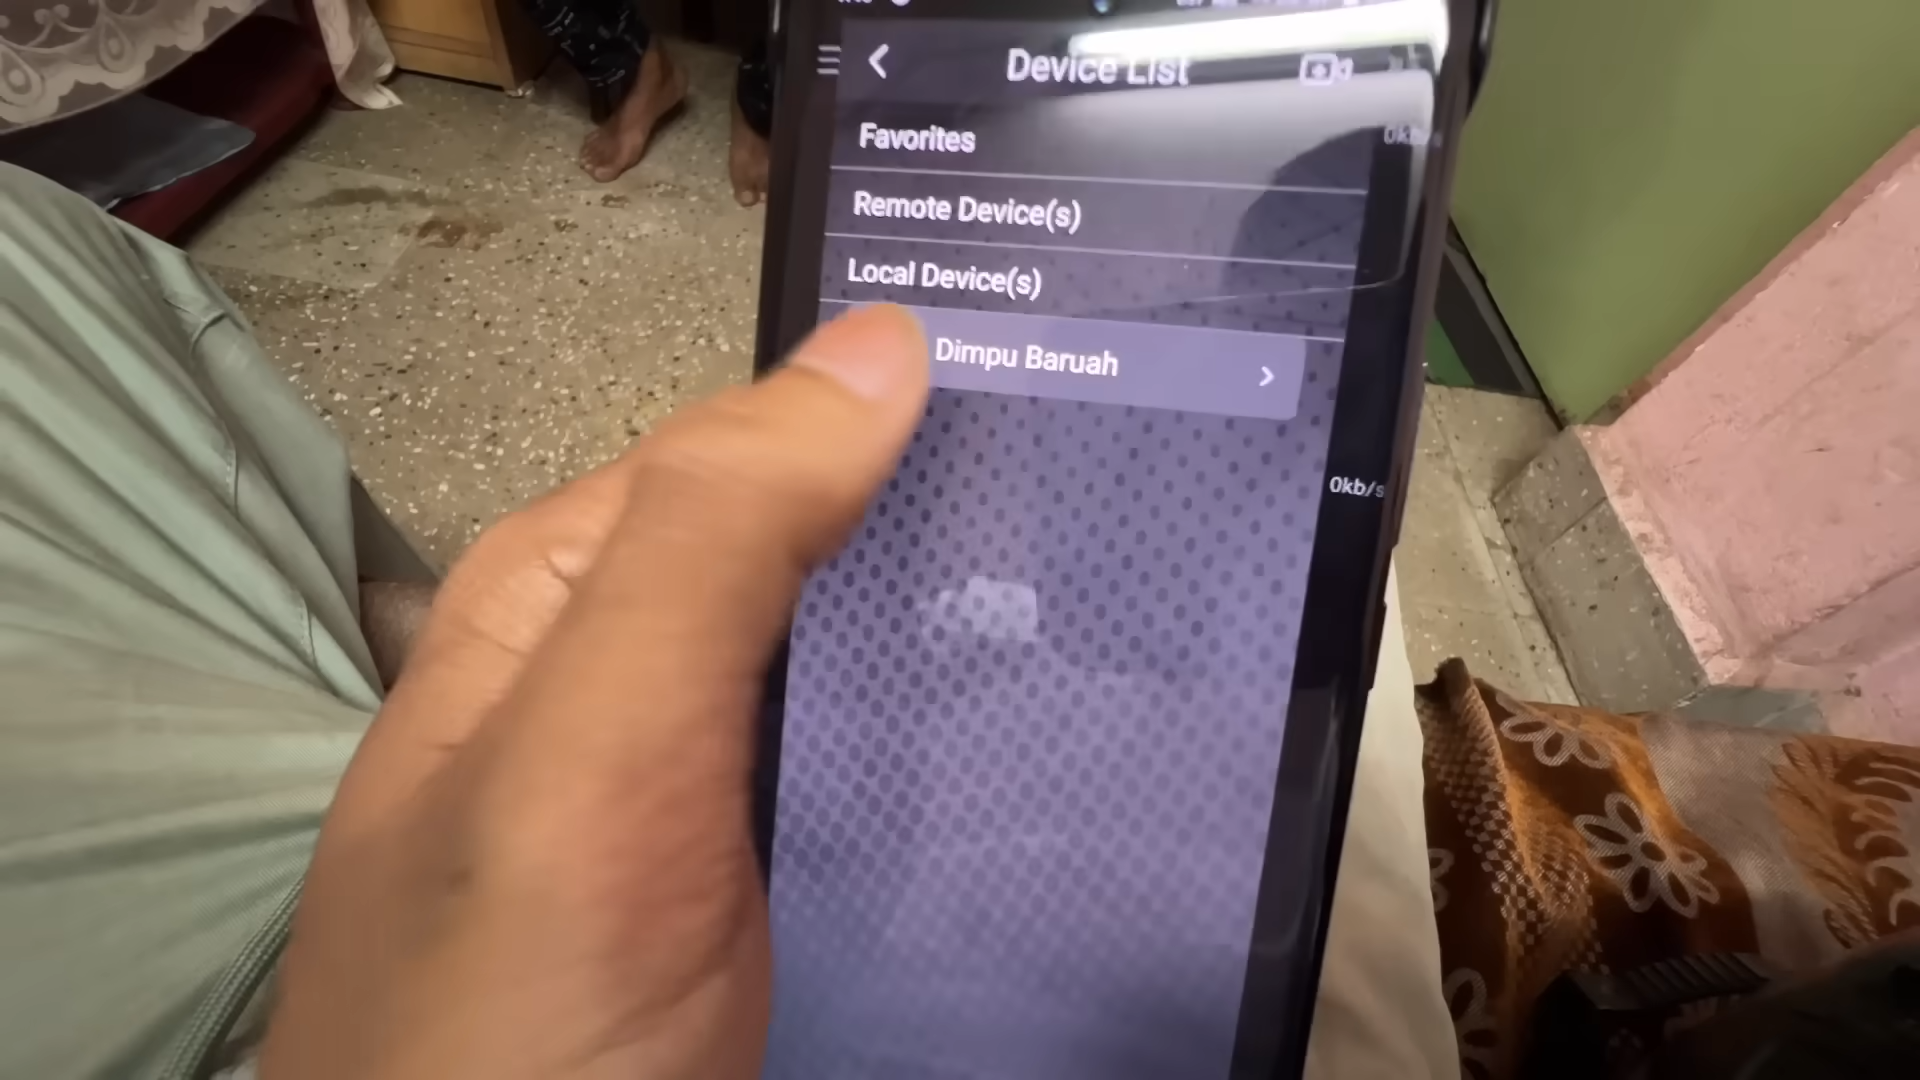 Device List
Favorites
Remote Device(s)
Local Device(s)
Dimpu Baruah
0kb/s